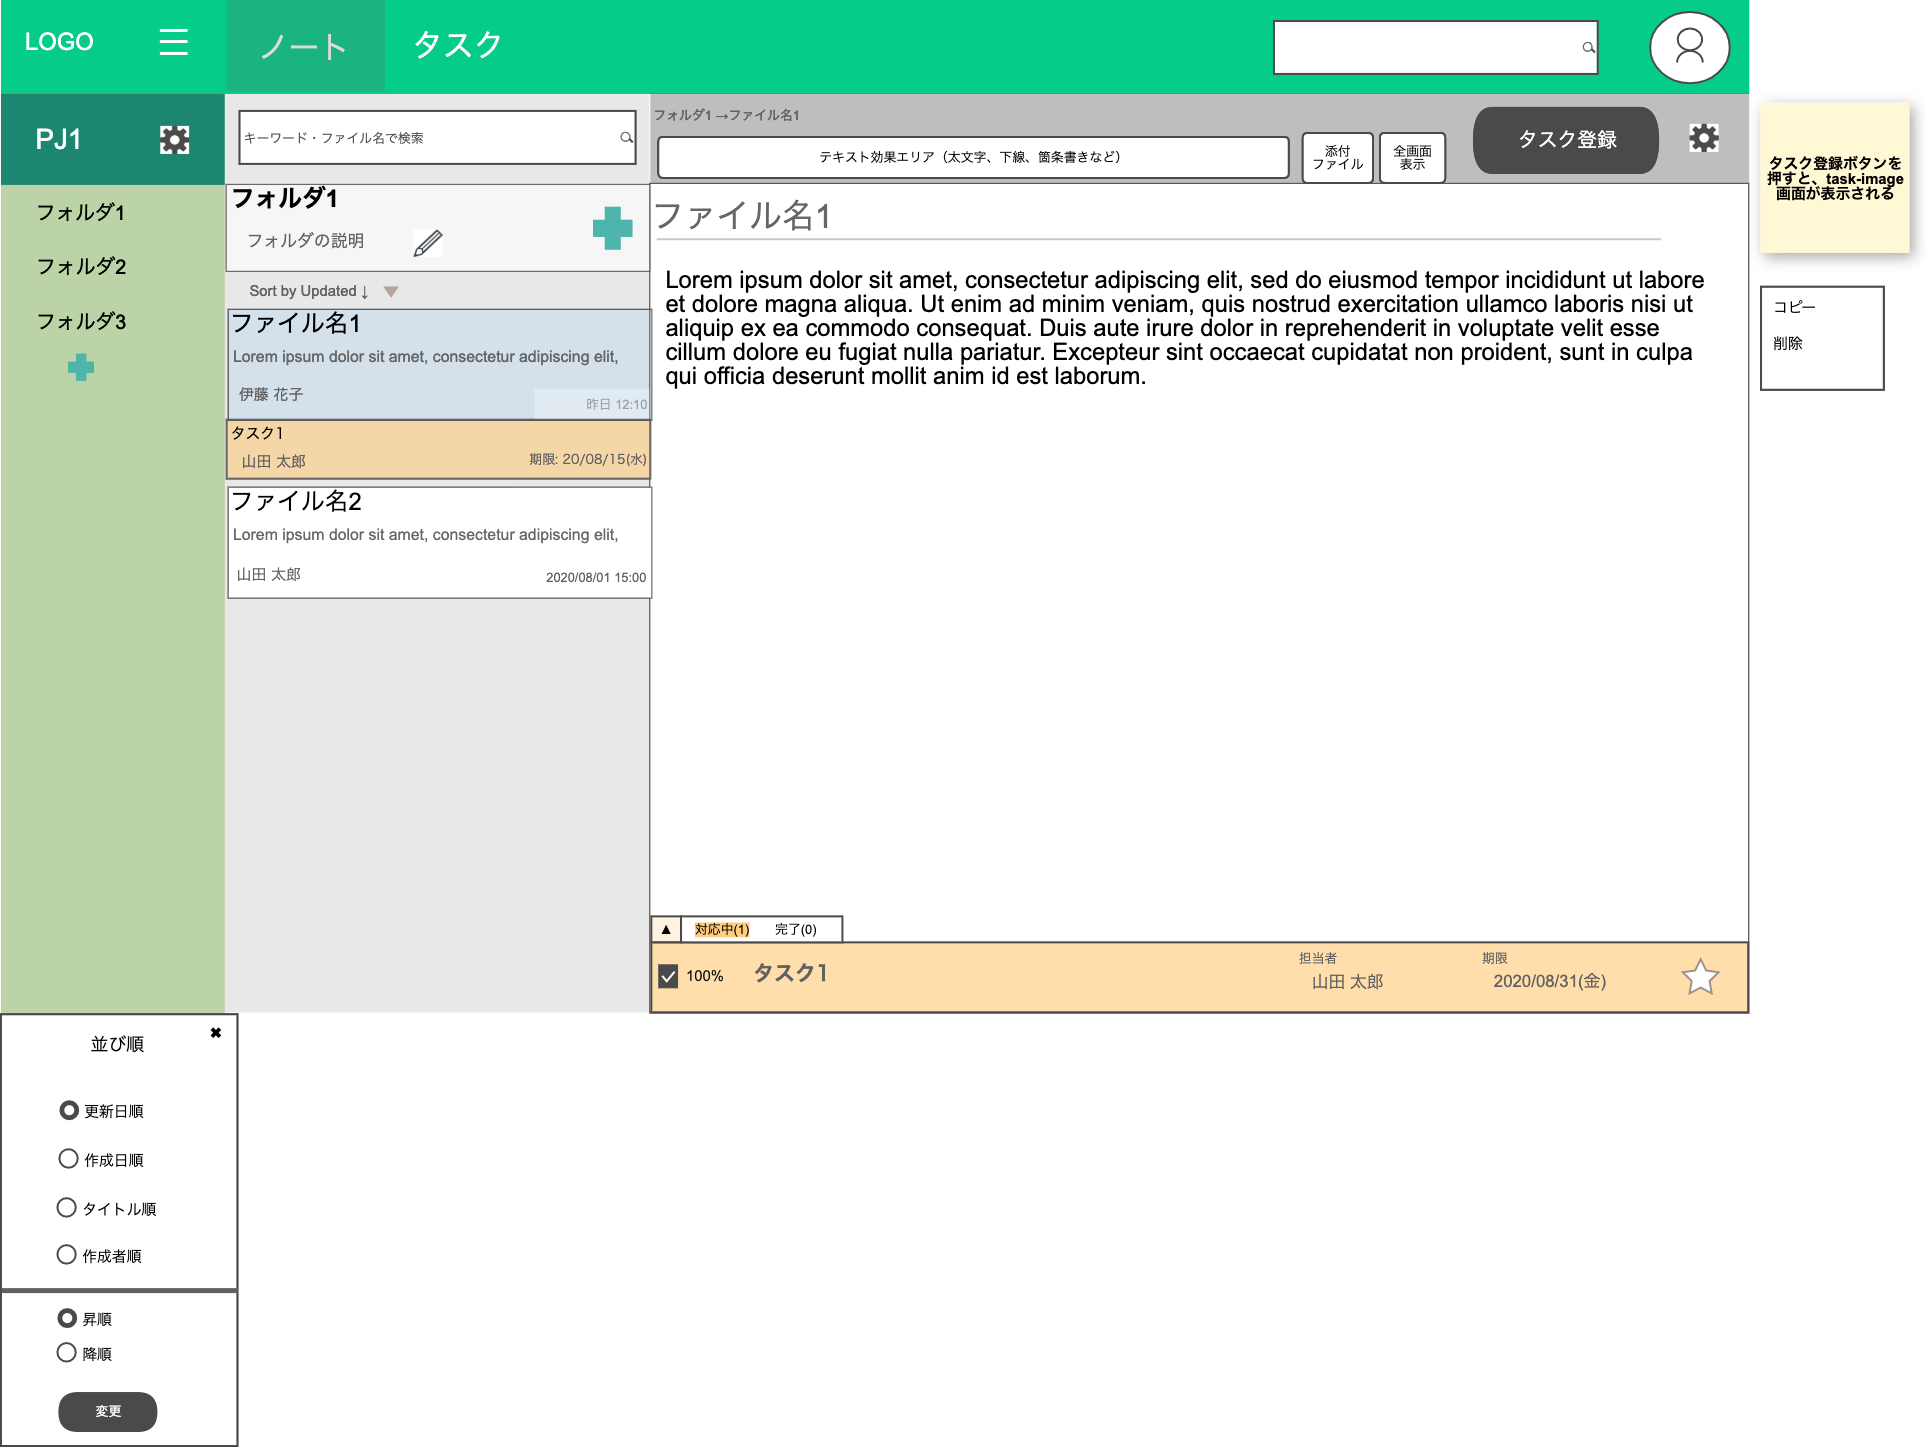 LOGO
ノート
タスク
PJ1
フォルダ1
フォルダ2
フォルダ3
キーワード・ファイル名で検索
フォルダ1
フォルダの説明
Sort by Updated ↓
ファイル名1
Lorem ipsum dolor sit amet, consectetur adipiscing elit,
伊藤 花子
昨日 12:10
タスク1
山田 太郎
期限: 20/08/15(水)
ファイル名2
Lorem ipsum dolor sit amet, consectetur adipiscing elit,
山田 太郎
2020/08/01 15:00
フォルダ1 →ファイル名1
テキスト効果エリア（太文字、下線、箇条書きなど）
添付
ファイル
全画面
表示
タスク登録
ファイル名1
Lorem ipsum dolor sit amet, consectetur adipiscing elit, sed do eiusmod tempor incididunt ut labore
et dolore magna aliqua. Ut enim ad minim veniam, quis nostrud exercitation ullamco laboris nisi ut
aliquip ex ea commodo consequat. Duis aute irure dolor in reprehenderit in voluptate velit esse
cillum dolore eu fugiat nulla pariatur. Excepteur sint occaecat cupidatat non proident, sunt in culpa
qui officia deserunt mollit anim id est laborum.
▲ 対応中(1) 完了(0)
100%
タスク1
担当者
山田 太郎
期限
2020/08/31(金)
タスク登録ボタンを
押すと、task-image
画面が表示される
コピー
削除
並び順
更新日順
作成日順
タイトル順
作成者順
昇順
降順
変更